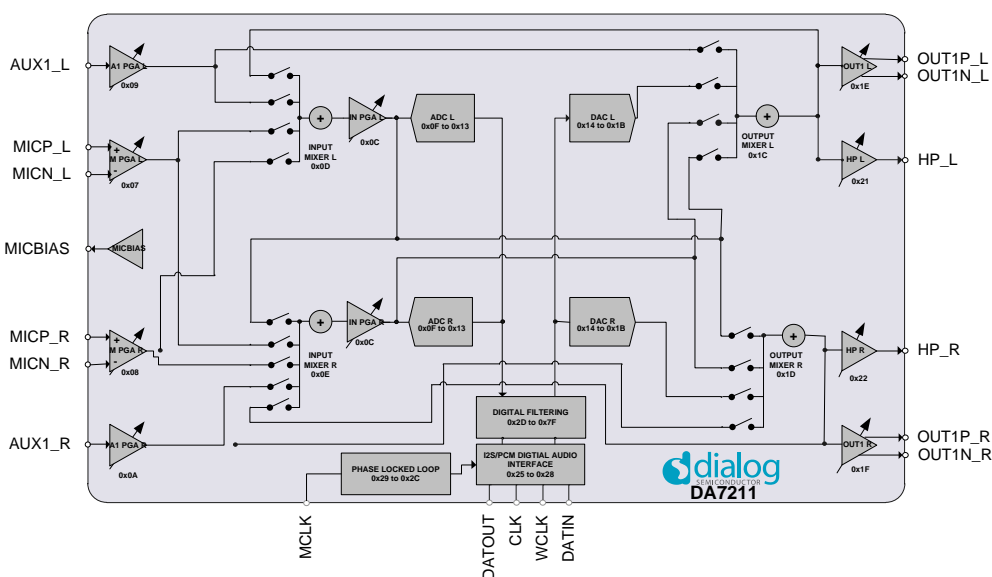 AUX1_L
A1 PGA L
0x09
MICP_L
MICN_L
+
-
M PGA L
0x07
MICBIAS
MICBIAS
MICP_R
MICN_R
+
-
M PGA R
0x08
AUX1_R
A1 PGA R
0x0A
+
INPUT
MIXER L
0x0D
IN PGA L
0x0C
ADC L
0x0F to 0x13
DAC L
0x14 to 0x1B
+
OUTPUT
MIXER L
0x1C
OUT1 L
0x1E
OUT1P_L
OUT1N_L
HP L
0x21
HP_L
+
INPUT
MIXER R
0x0E
IN PGA R
0x0C
ADC R
0x0F to 0x13
DAC R
0x14 to 0x1B
+
OUTPUT
MIXER R
0x1D
HP R
0x22
HP_R
OUT1 R
0x1F
OUT1P_R
OUT1N_R
DIGITAL FILTERING
0x2D to 0x7F
I2S/PCM DIGTIAL AUDIO
INTERFACE
0x25 to 0x28
PHASE LOCKED LOOP
0x29 to 0x2C
dialog
SEMICONDUCTOR
DA7211
MCLK
DATOUT
CLK
WCLK
DATIN